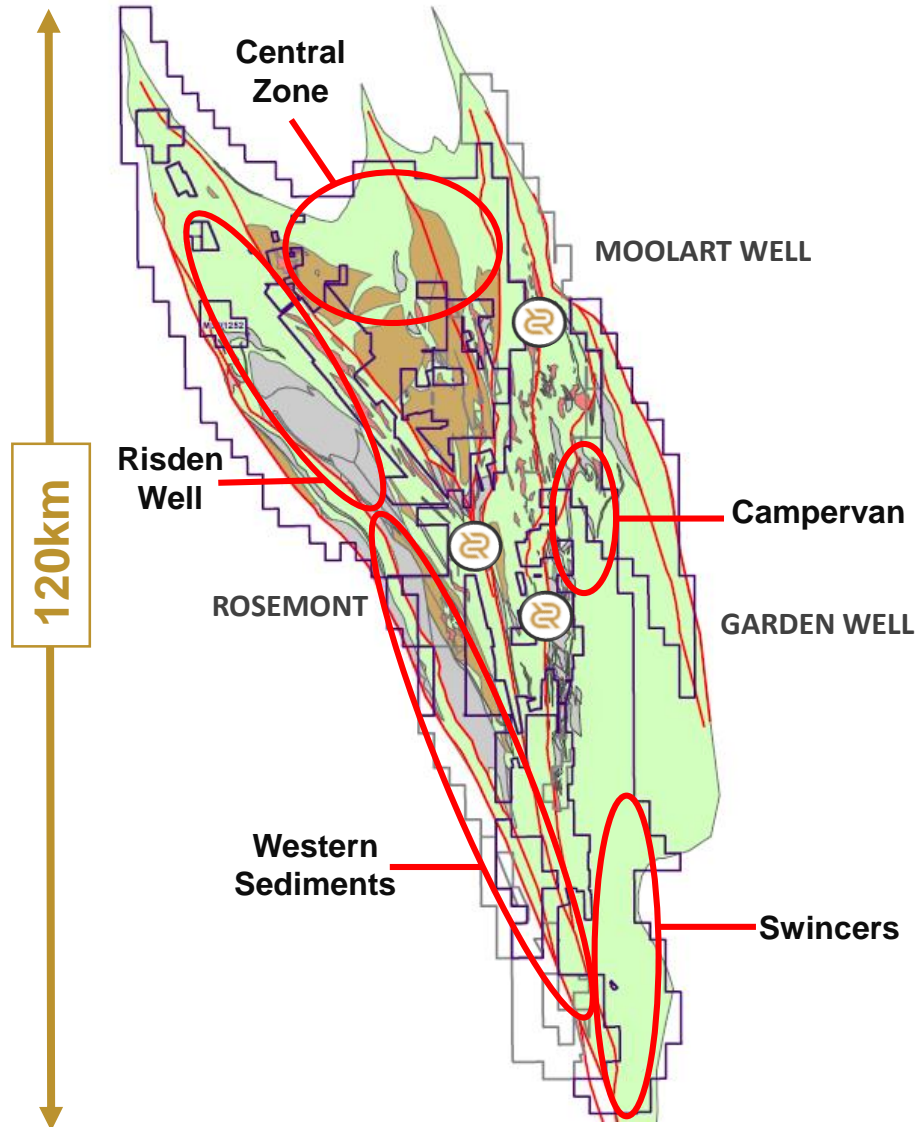 Central
Zone
MOOLART WELL
Risden
Well
Campervan
120km
ROSEMONT
GARDEN WELL
Western
Sediments
Swincers